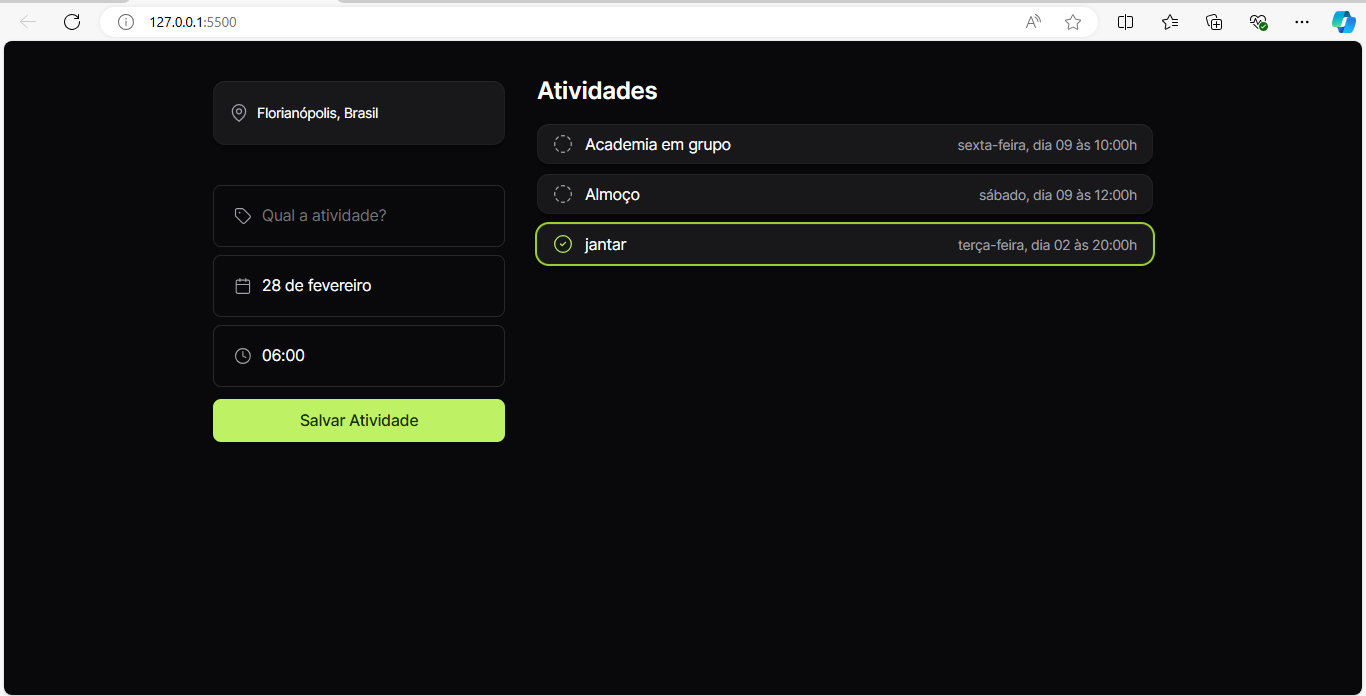 127.0.0.1:5500
Florianópolis, Brasil
Qual a atividade?
28 de fevereiro
06:00
Salvar Atividade
Atividades
Academia em grupo sexta-feira, dia 09 às 10:00h
Almoço sábado, dia 09 às 12:00h
jantar terça-feira, dia 02 às 20:00h